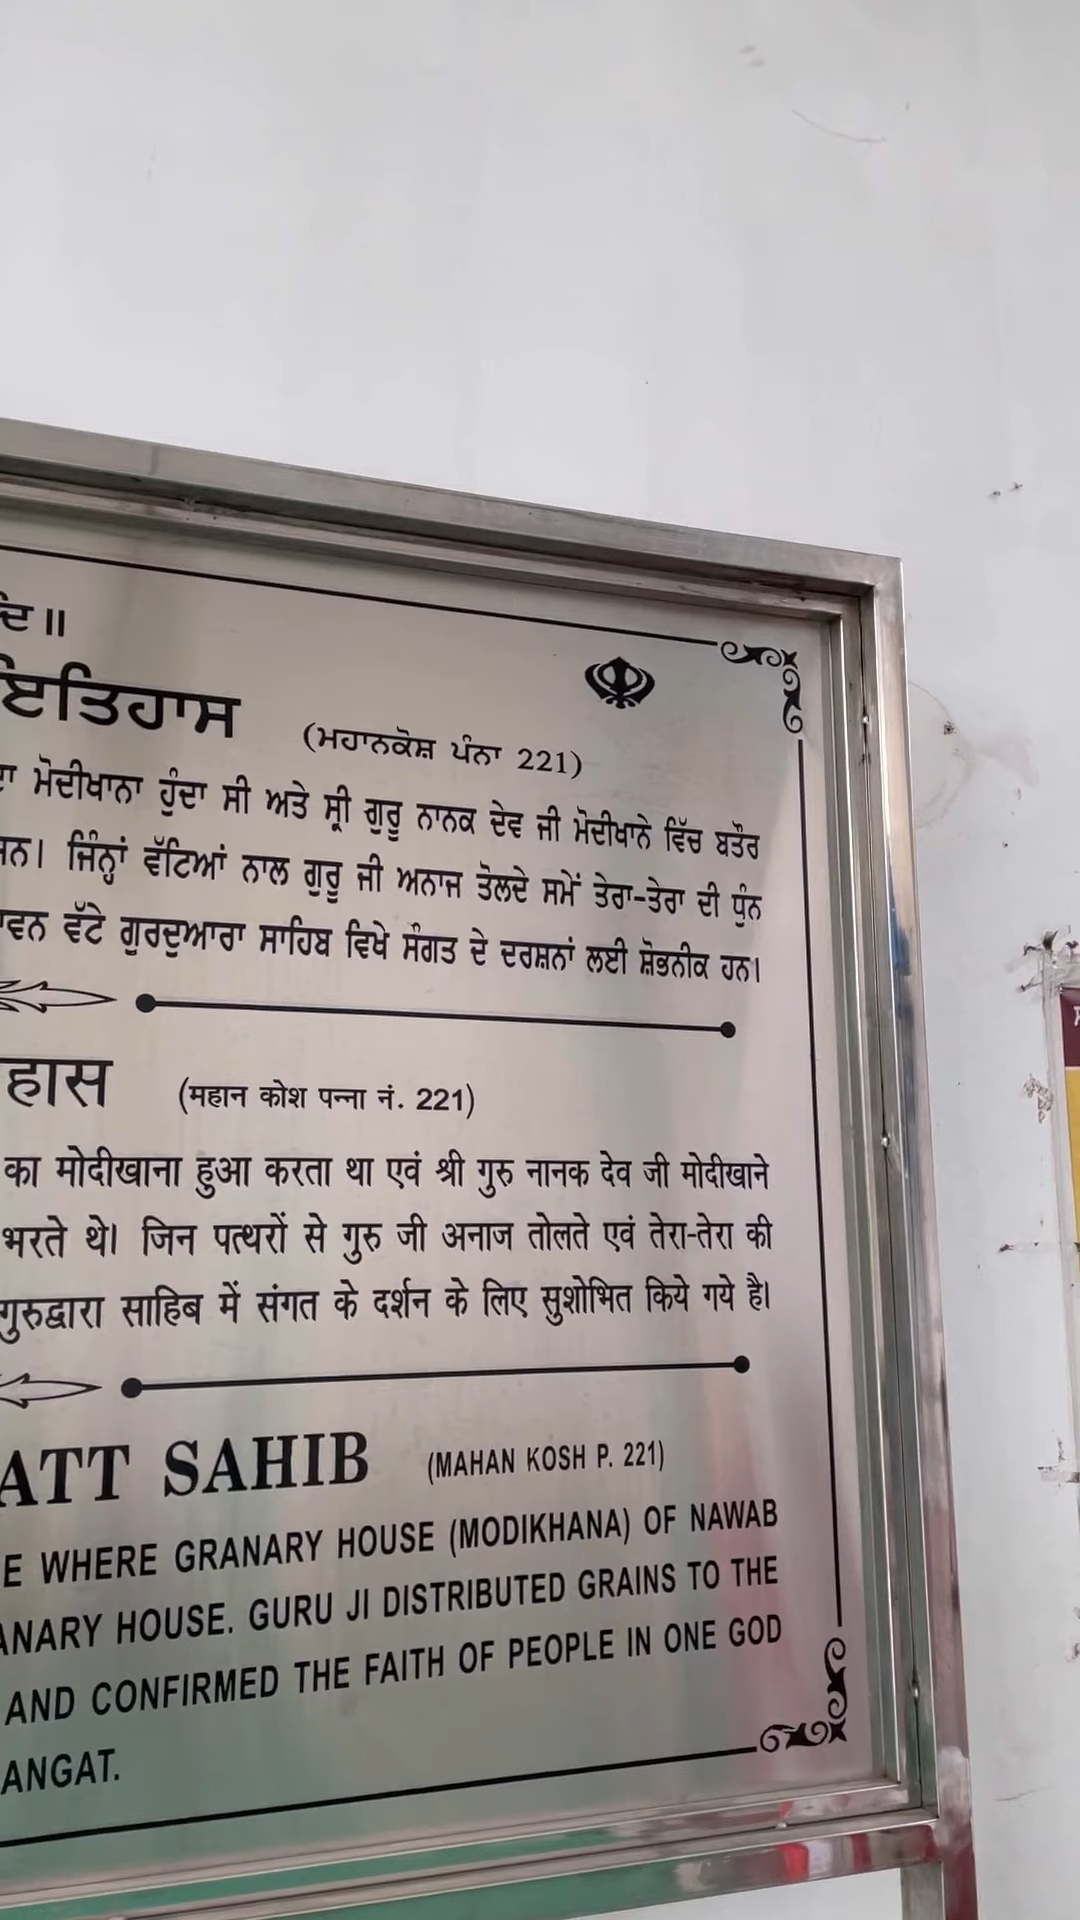 ਇਤਿਹਾਸ (ਮਹਾਨਕੋਸ਼ ਪੰਨਾ 221)
ਮੋਦੀਖਾਨਾ ਹੁੰਦਾ ਸੀ ਅਤੇ ਸ੍ਰੀ ਗੁਰੂ ਨਾਨਕ ਦੇਵ ਜੀ ਮੋਦੀਖਾਨੇ ਵਿੱਚ ਬਤੌਰ
ਜਿੰਨ੍ਹਾਂ ਵੱਟਿਆਂ ਨਾਲ ਗੁਰੂ ਜੀ ਅਨਾਜ ਤੋਲਦੇ ਸਮੇਂ ਤੇਰਾ-ਤੇਰਾ ਦੀ ਧੁੰਨ
ਵੱਟੇ ਗੁਰਦੁਆਰਾ ਸਾਹਿਬ ਵਿਖੇ ਸੰਗਤ ਦੇ ਦਰਸ਼ਨਾਂ ਲਈ ਸ਼ੋਭਨੀਕ ਹਨ।
हास (महान कोश पन्ना नं. 221)
का मोदीखाना हुआ करता था एवं श्री गुरु नानक देव जी मोदीखाने
भरते थे। जिन पत्थरों से गुरु जी अनाज तोलते एवं तेरा-तेरा की
गुरुद्वारा साहिब में संगत के दर्शन के लिए सुशोभित किये गये है।
ATT SAHIB (MAHAN KOSH P. 221)
E WHERE GRANARY HOUSE (MODIKHANA) OF NAWAB
ANARY HOUSE. GURU JI DISTRIBUTED GRAINS TO THE
AND CONFIRMED THE FAITH OF PEOPLE IN ONE GOD
ANGAT.